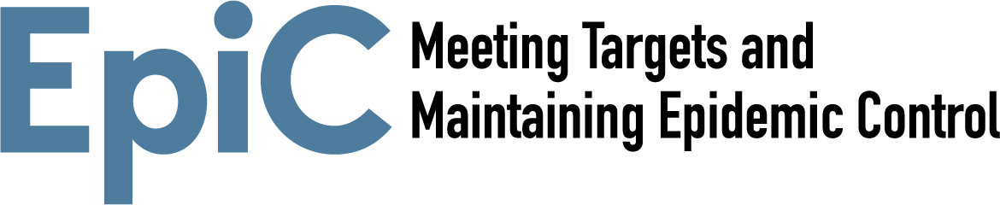 EpiC
Meeting Targets and
Maintaining Epidemic Control